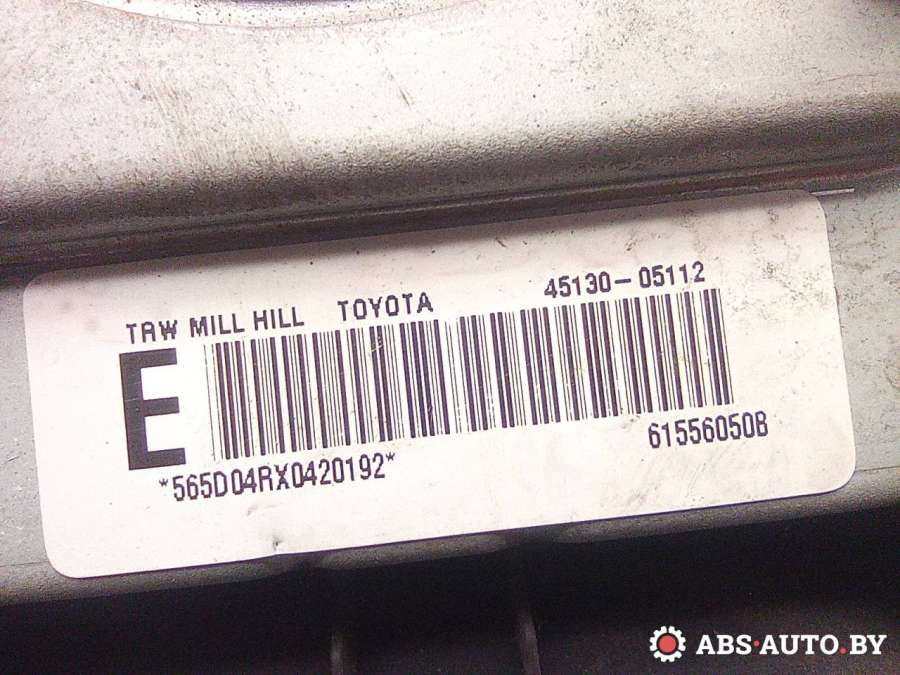 TRW MILL HILL TOYOTA 45130-05112
E
*565D04RX0420192* 61556050B
ABS·AUTO.BY